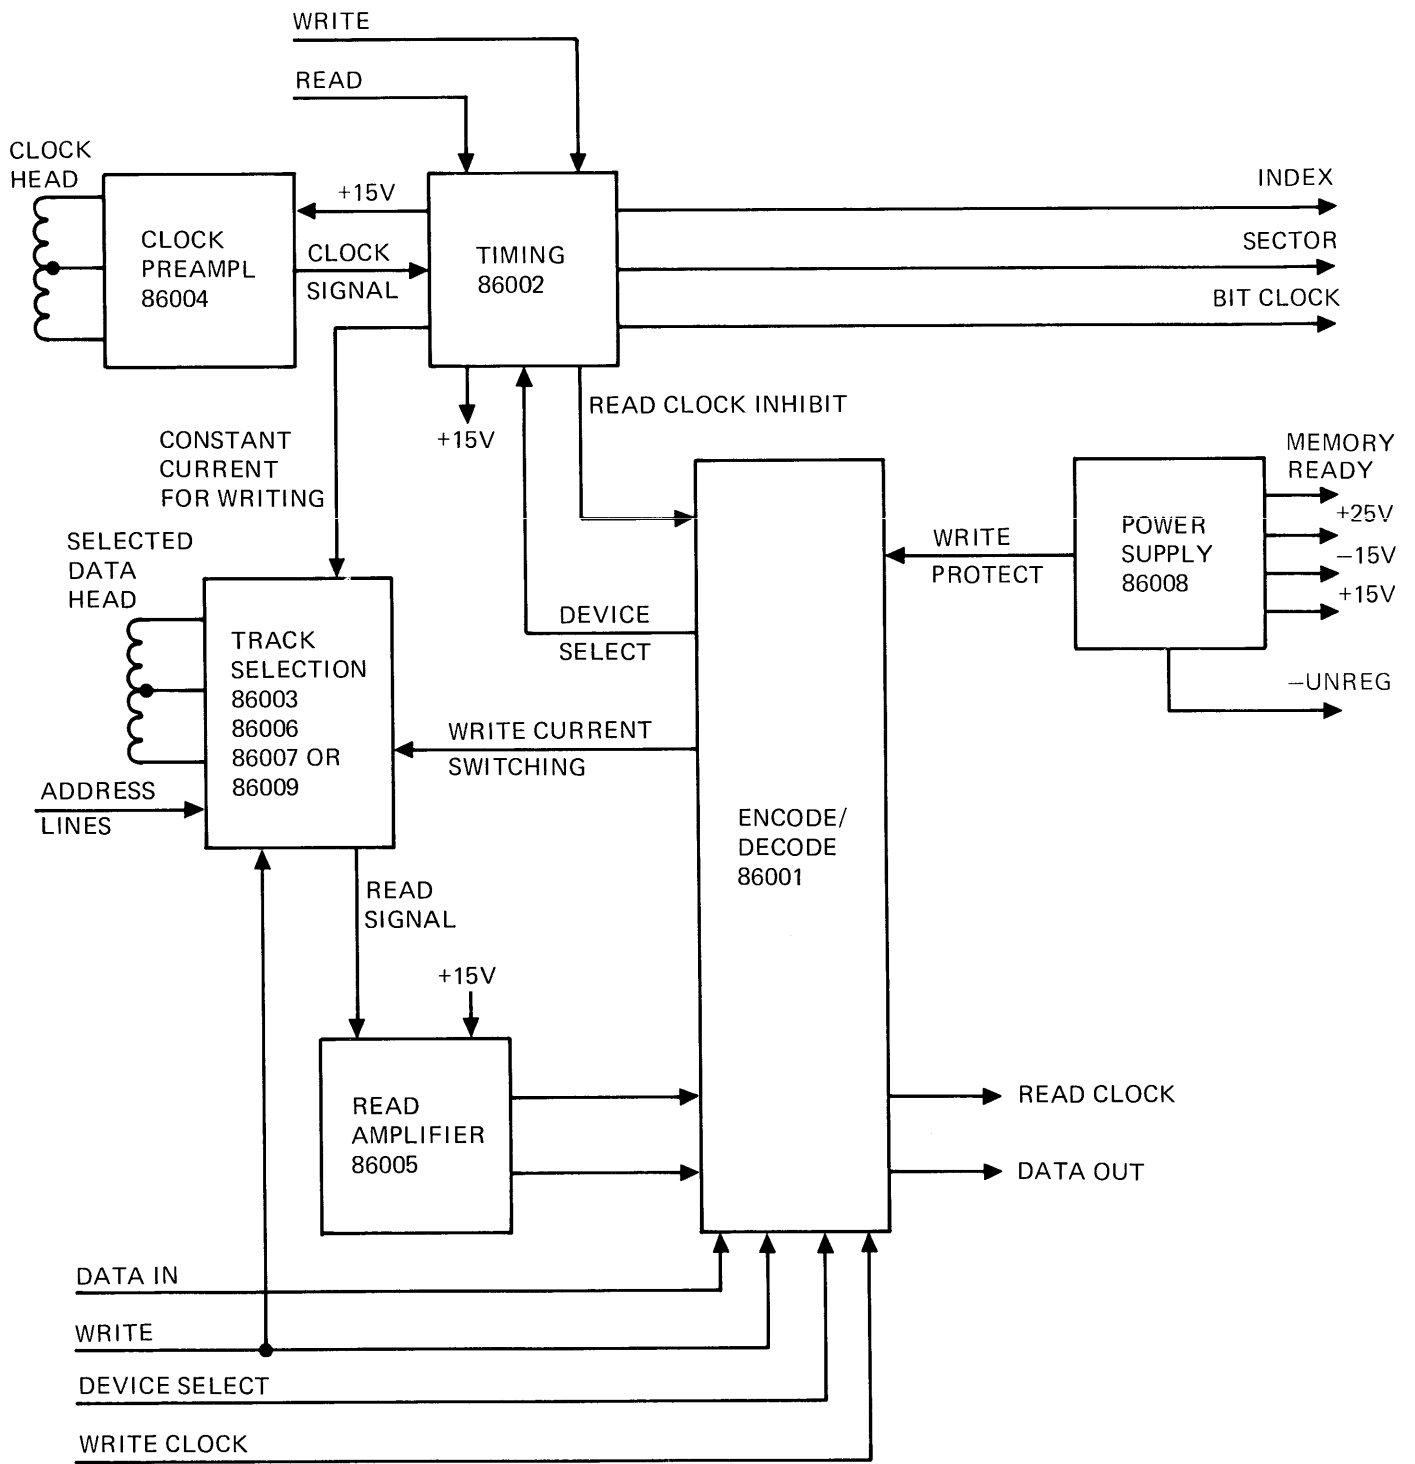 WRITE
READ
CLOCK
HEAD
+15V
CLOCK
PREAMPL
86004
CLOCK
SIGNAL
TIMING
86002
INDEX
SECTOR
BIT CLOCK
READ CLOCK INHIBIT
+15V
CONSTANT
CURRENT
FOR WRITING
MEMORY
READY
+25V
−15V
+15V
POWER
SUPPLY
86008
WRITE
PROTECT
−UNREG
SELECTED
DATA
HEAD
DEVICE
SELECT
TRACK
SELECTION
86003
86006
86007 OR
86009
WRITE CURRENT
SWITCHING
ADDRESS
LINES
ENCODE/
DECODE
86001
READ
SIGNAL
+15V
READ
AMPLIFIER
86005
READ CLOCK
DATA OUT
DATA IN
WRITE
DEVICE SELECT
WRITE CLOCK